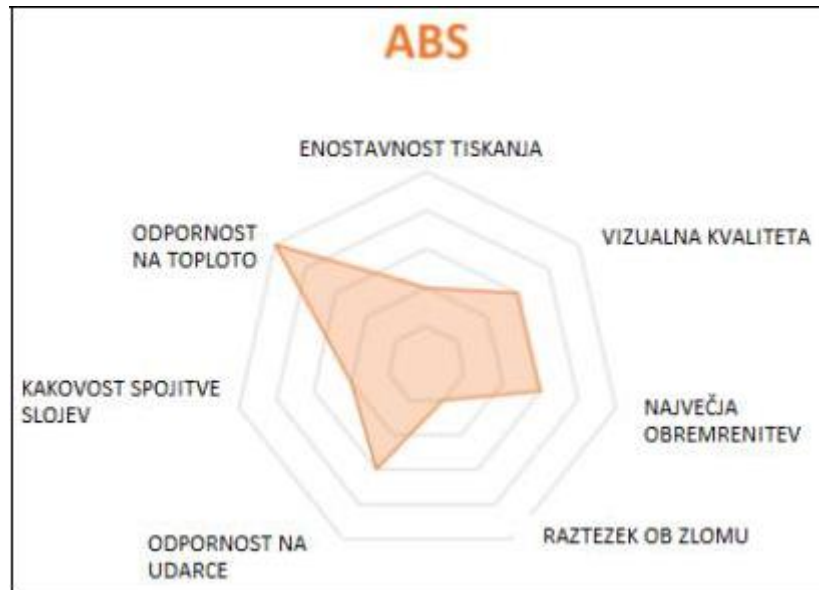 ABS
ENOSTAVNOST TISKANJA
VIZUALNA KVALITETA
ODPORNOST
NA TOPLOTO
KAKOVOST SPOJITVE
SLOJEV
NAJVEČJA
OBREMRENITEV
ODPORNOST NA
UDARCE
RAZTEZEK OB ZLOMU